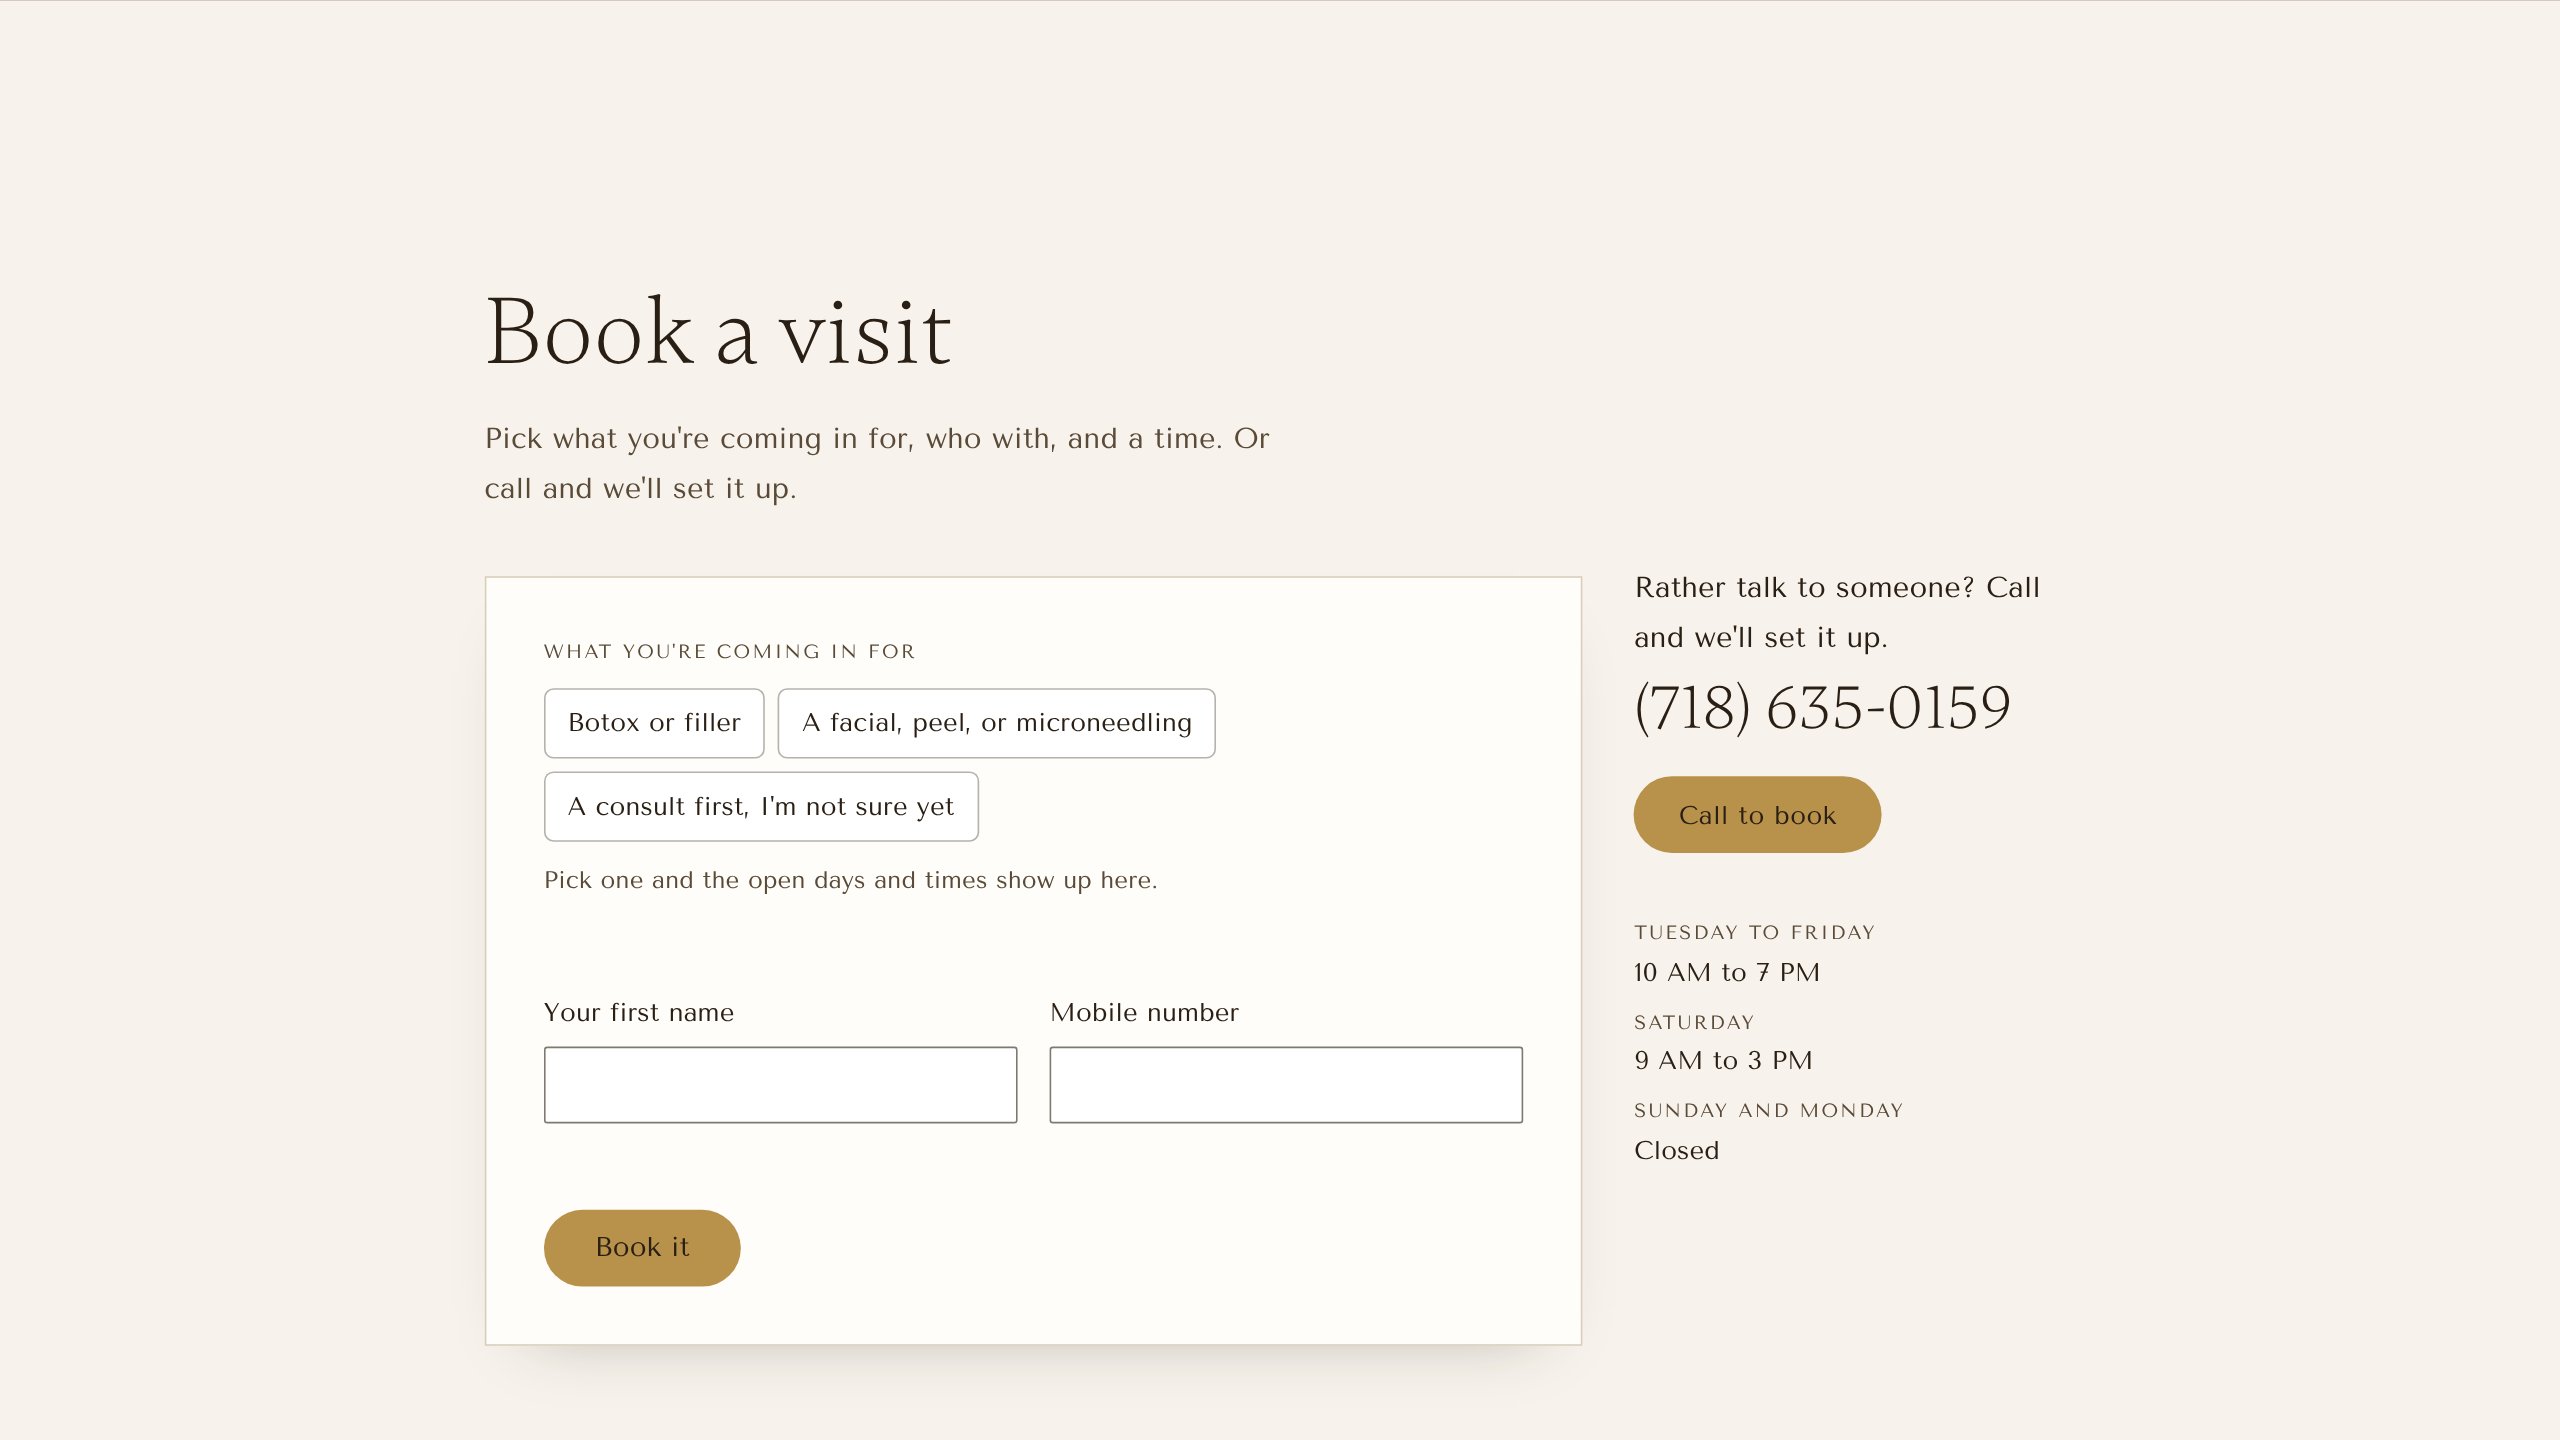 Book a visit
Pick what you're coming in for, who with, and a time. Or
call and we'll set it up.
WHAT YOU'RE COMING IN FOR
Botox or filler
A facial, peel, or microneedling
A consult first, I'm not sure yet
Pick one and the open days and times show up here.
Your first name
Mobile number
Book it
Rather talk to someone? Call
and we'll set it up.
(718) 635-0159
Call to book
TUESDAY TO FRIDAY
10 AM to 7 PM
SATURDAY
9 AM to 3 PM
SUNDAY AND MONDAY
Closed